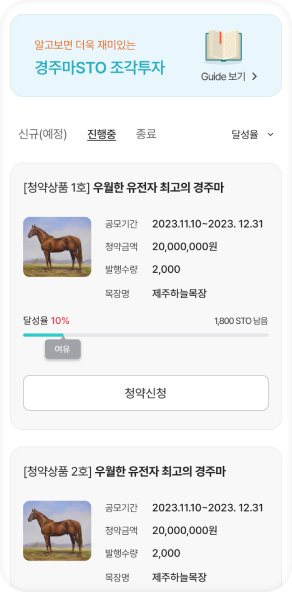 알고보면 더욱 재미있는
경주마STO 조각투자
Guide 보기
신규(예정) 진행중 종료 달성율
[청약상품 1호] 우월한 유전자 최고의 경주마
공모기간 2023.11.10~2023. 12.31
청약금액 20,000,000원
발행수량 2,000
목장명 제주하늘목장
달성율 10% 1,800 STO 남음
여유
청약신청
[청약상품 2호] 우월한 유전자 최고의 경주마
공모기간 2023.11.10~2023. 12.31
청약금액 20,000,000원
발행수량 2,000
목장명 제주하늘목장